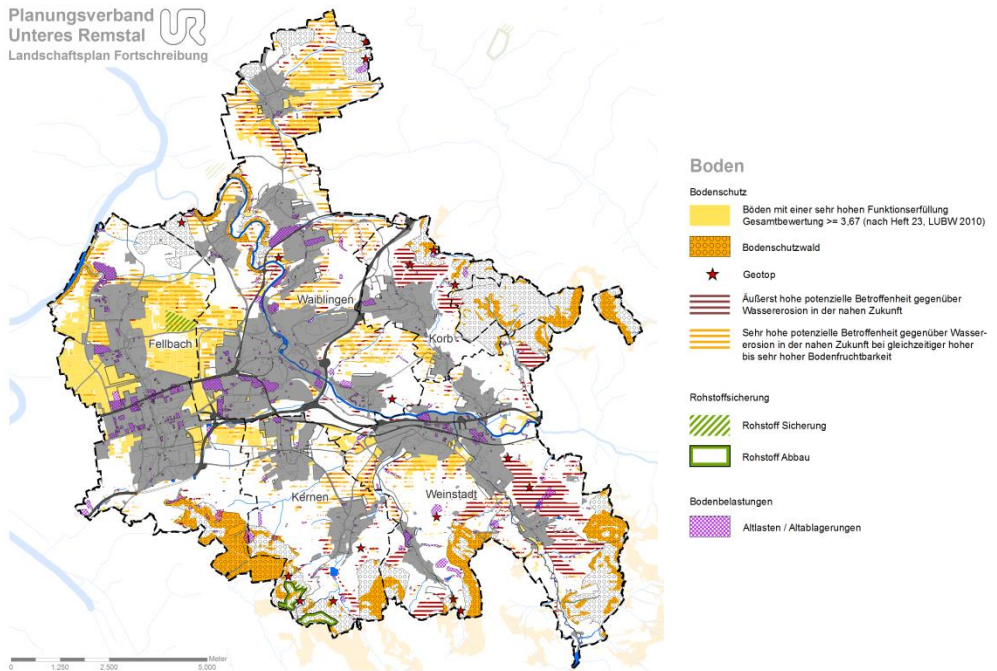 Planungsverband
Unteres Remstal
UR
Landschaftsplan Fortschreibung
Waiblingen
Fellbach
Korb
Kernen
Weinstadt
Meter
0 1.250 2.500 5.000
Boden
Bodenschutz
Böden mit einer sehr hohen Funktionserfüllung
Gesamtbewertung >= 3,67 (nach Heft 23, LUBW 2010)
Bodenschutzwald
Geotop
Äußerst hohe potenzielle Betroffenheit gegenüber
Wassererosion in der nahen Zukunft
Sehr hohe potenzielle Betroffenheit gegenüber Wasser-
erosion in der nahen Zukunft bei gleichzeitiger hoher
bis sehr hoher Bodenfruchtbarkeit
Rohstoffsicherung
Rohstoff Sicherung
Rohstoff Abbau
Bodenbelastungen
Altlasten / Altablagerungen